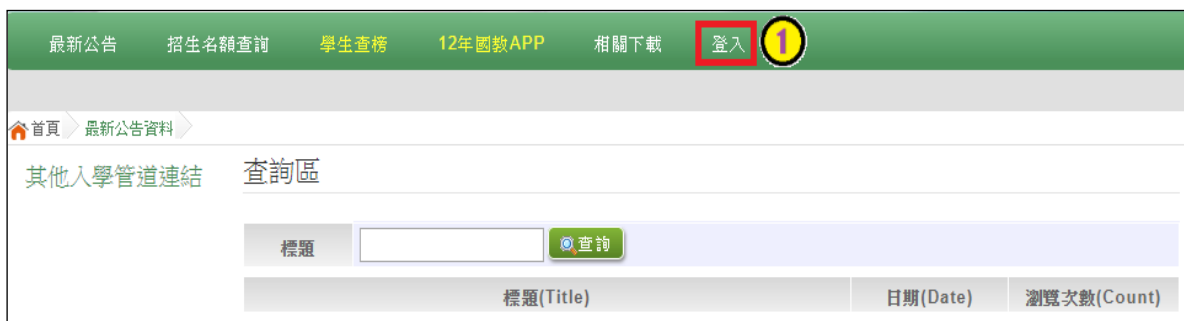 最新公告 招生名額查詢 學生查榜 12年國教APP 相關下載 登入 1
首頁 最新公告資料
其他入學管道連結 查詢區
標題 查詢
標題(Title) 日期(Date) 瀏覽次數(Count)